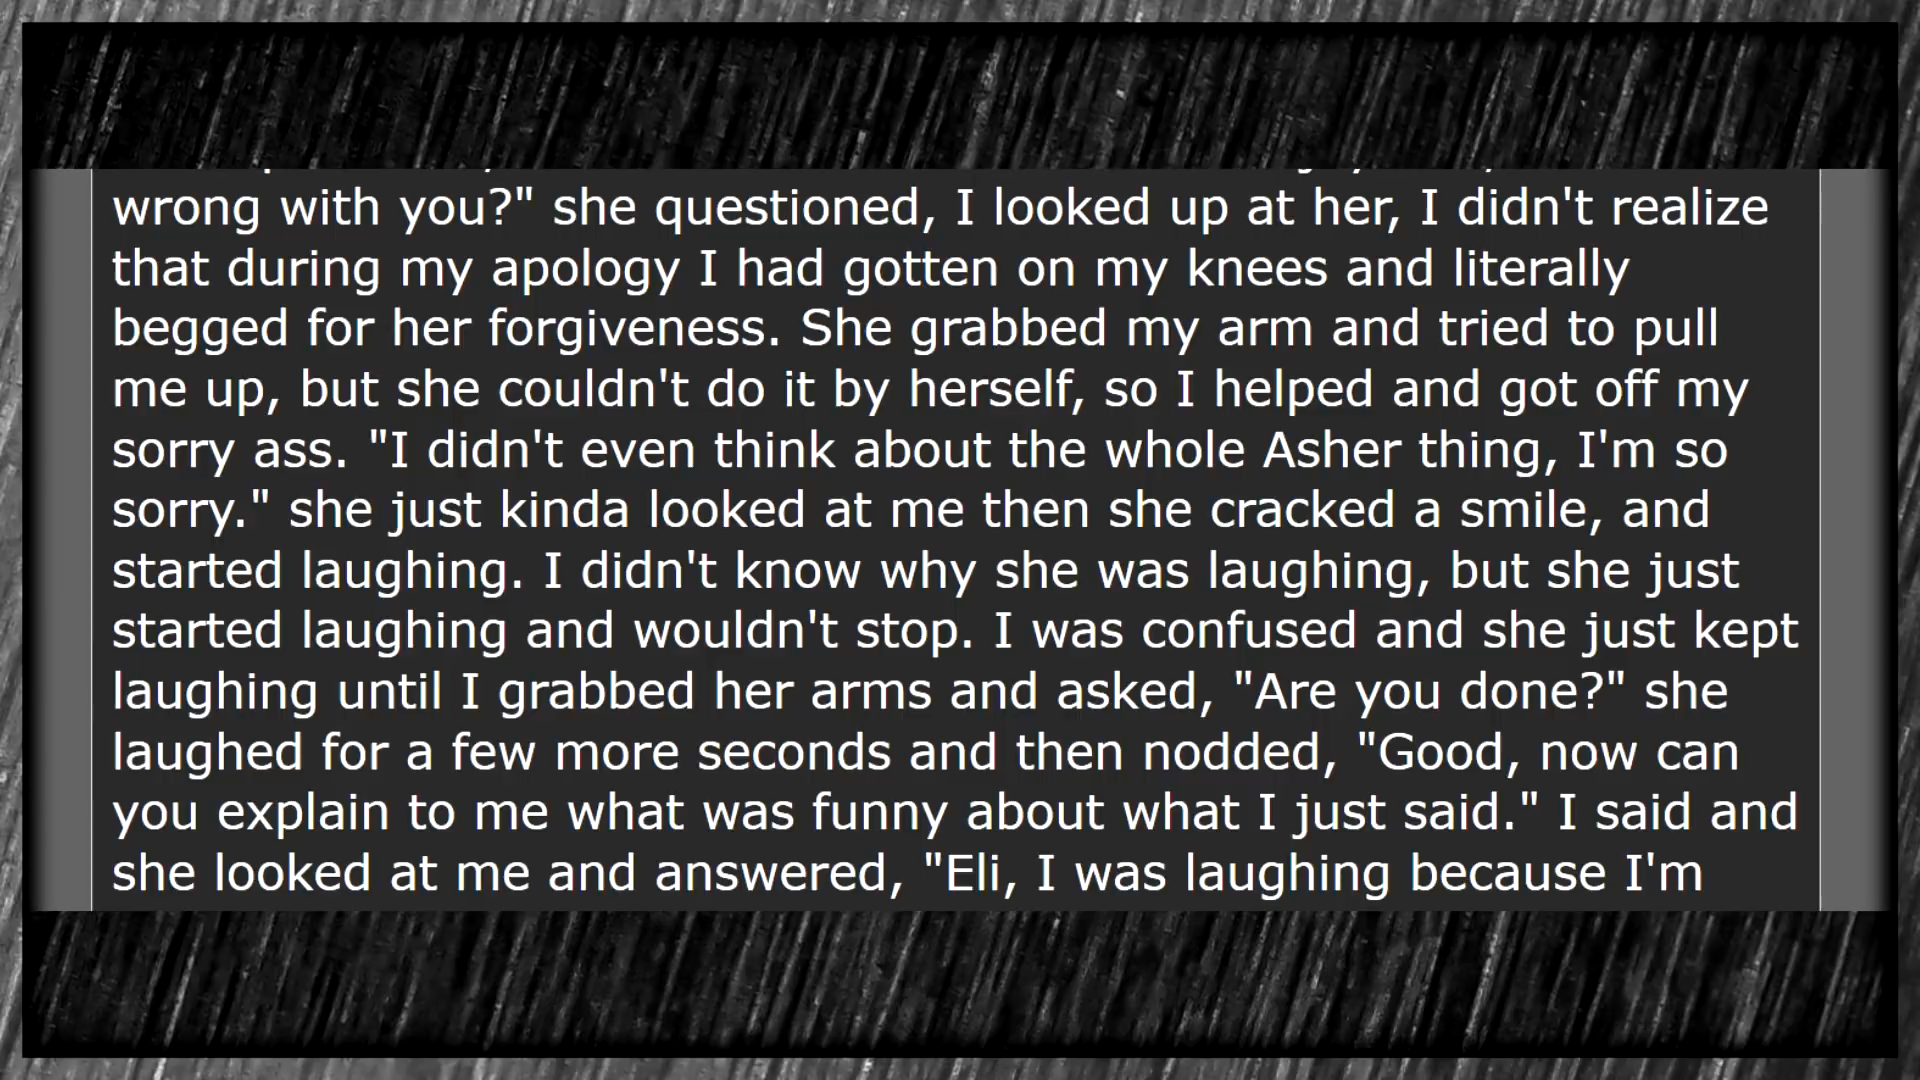 wrong with you?" she questioned, I looked up at her, I didn't realize
that during my apology I had gotten on my knees and literally
begged for her forgiveness. She grabbed my arm and tried to pull
me up, but she couldn't do it by herself, so I helped and got off my
sorry ass. "I didn't even think about the whole Asher thing, I'm so
sorry." she just kinda looked at me then she cracked a smile, and
started laughing. I didn't know why she was laughing, but she just
started laughing and wouldn't stop. I was confused and she just kept
laughing until I grabbed her arms and asked, "Are you done?" she
laughed for a few more seconds and then nodded, "Good, now can
you explain to me what was funny about what I just said." I said and
she looked at me and answered, "Eli, I was laughing because I'm